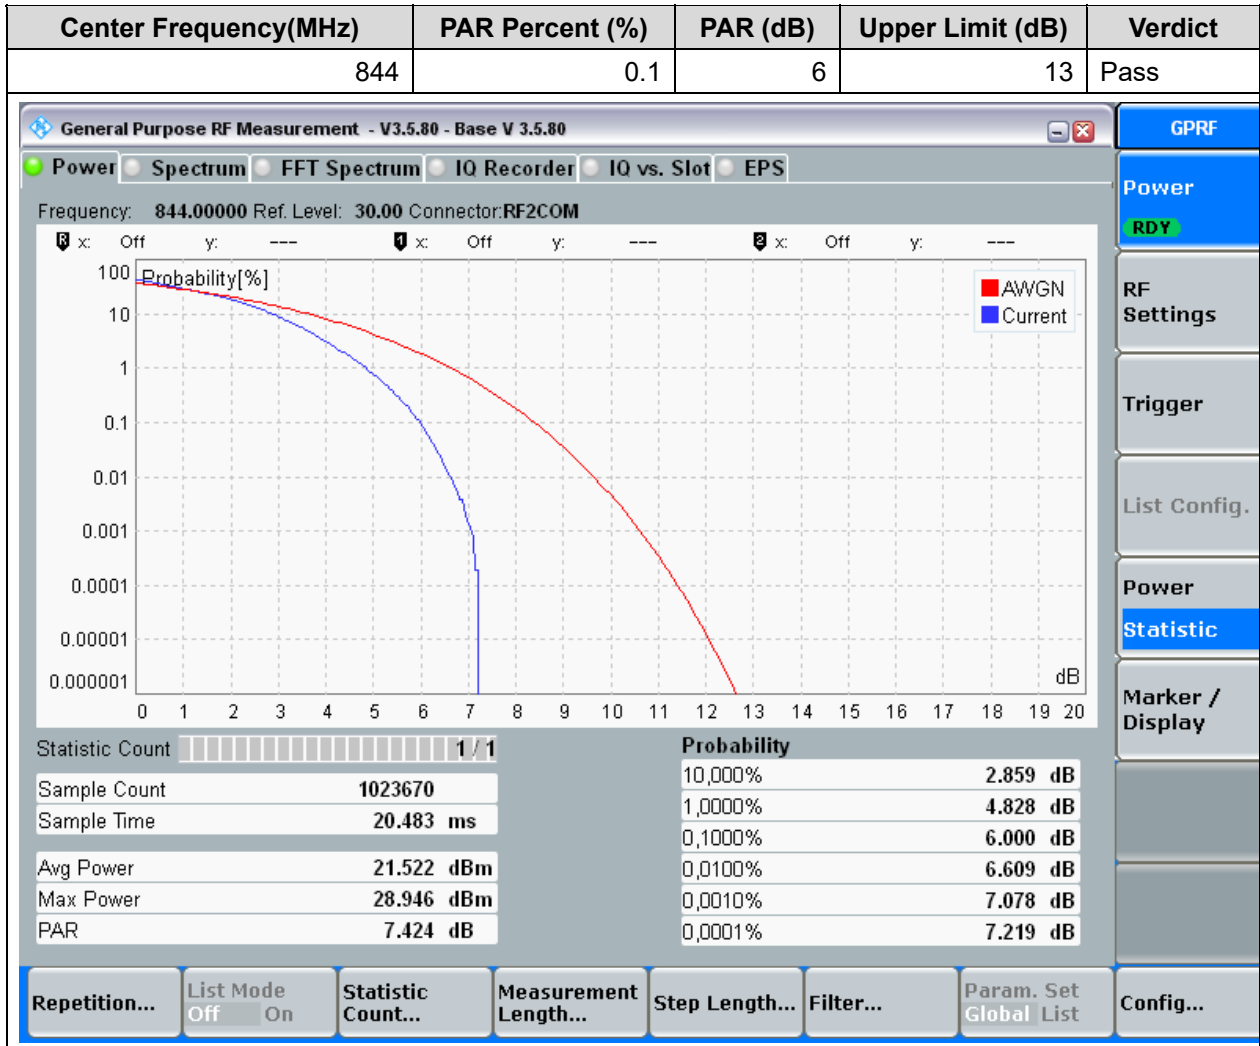 Center Frequency(MHz) PAR Percent (%) PAR (dB) Upper Limit (dB) Verdict
844 0.1 6 13 Pass
General Purpose RF Measurement - V3.5.80 - Base V 3.5.80
GPRF
Power Spectrum FFT Spectrum IQ Recorder IQ vs. Slot EPS
Power
RDY
Frequency: 844.00000 Ref. Level: 30.00 Connector:RF2COM
R x: Off y: --- 1 x: Off y: --- 2 x: Off y: ---
Probability[%]
AWGN
Current
100
10
1
0.1
0.01
0.001
0.0001
0.00001
0.000001
dB
0 1 2 3 4 5 6 7 8 9 10 11 12 13 14 15 16 17 18 19 20
RF
Settings
Trigger
List Config.
Power
Statistic
Marker /
Display
Statistic Count 1 / 1
Sample Count 1023670
Sample Time 20.483 ms
Avg Power 21.522 dBm
Max Power 28.946 dBm
PAR 7.424 dB
Probability
10,000% 2.859 dB
1,0000% 4.828 dB
0,1000% 6.000 dB
0,0100% 6.609 dB
0,0010% 7.078 dB
0,0001% 7.219 dB
Repetition...
List Mode
Off On
Statistic
Count...
Measurement
Length...
Step Length...
Filter...
Param. Set
Global List
Config...